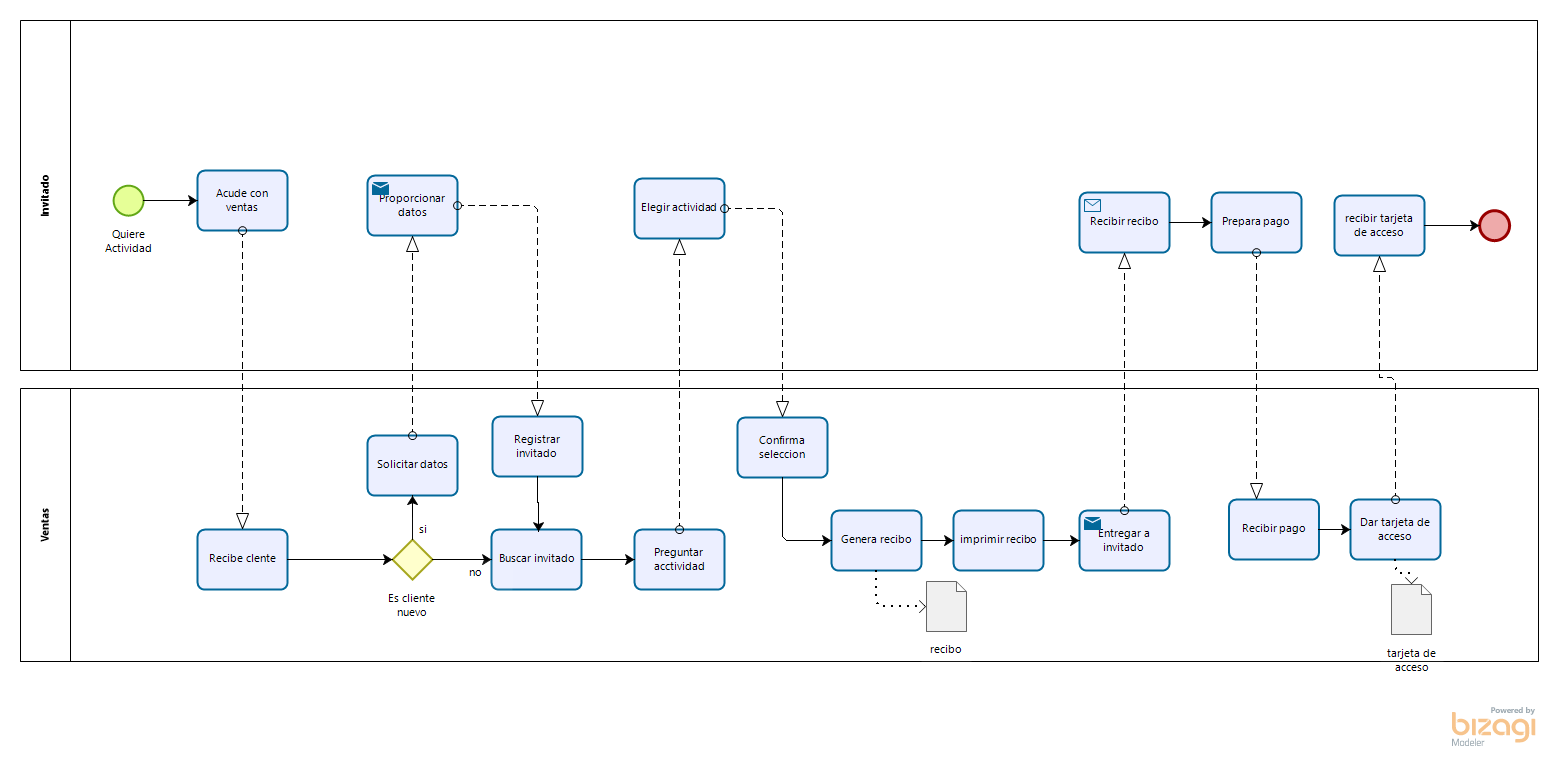 Invitado
Quiere
Actividad
Acude con
ventas
Proporcionar
datos
Elegir actividad
Recibir recibo
Prepara pago
recibir tarjeta
de acceso
Ventas
Recibe cliente
Solicitar datos
si
no
Es cliente
nuevo
Registrar
invitado
Buscar invitado
Preguntar
acctividad
Confirma
seleccion
Genera recibo
recibo
imprimir recibo
Entregar a
invitado
Recibir pago
Dar tarjeta de
acceso
tarjeta de
acceso
Powered by
bizagi
Modeler